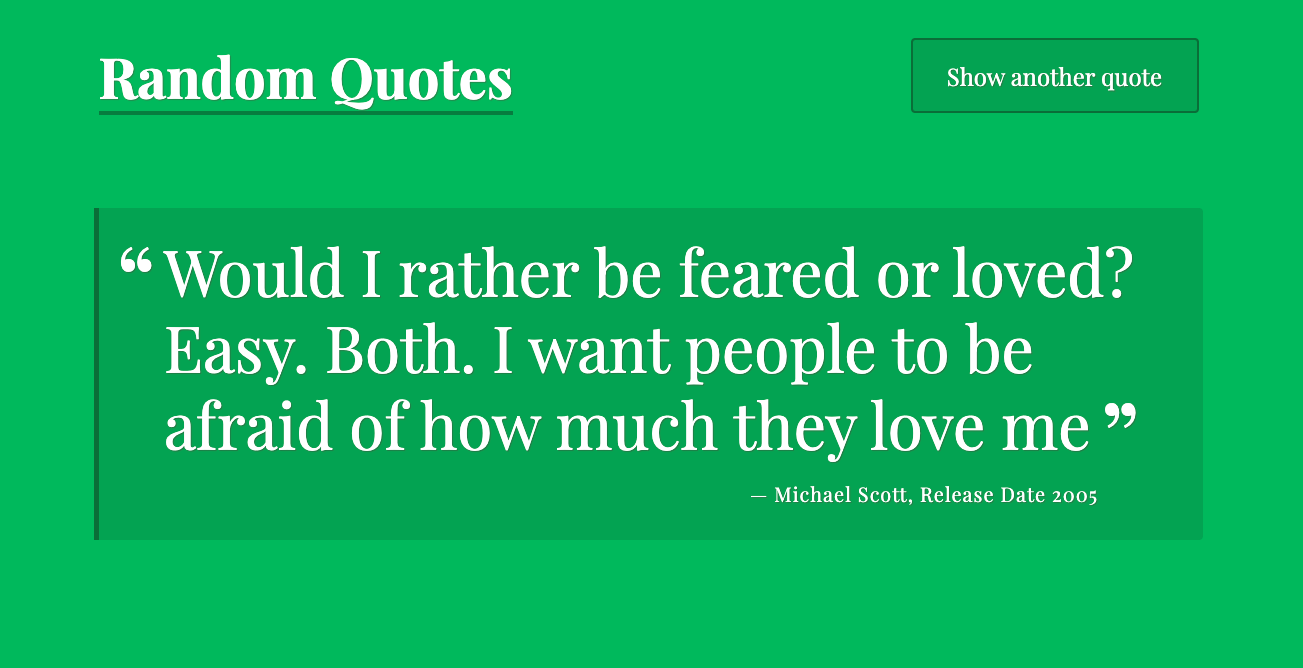 Random Quotes
Show another quote
“ Would I rather be feared or loved?
Easy. Both. I want people to be
afraid of how much they love me ”
— Michael Scott, Release Date 2005